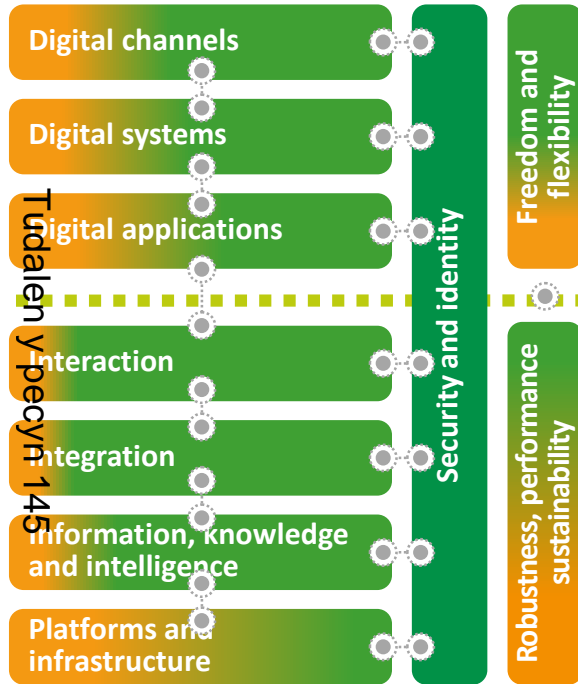 Digital channels
Digital systems
Digital applications
Interaction
Integration
Information, knowledge
and intelligence
Platforms and
infrastructure
Security and identity
Freedom and
flexibility
Robustness, performance
sustainability
Tudalen y pecyn 145